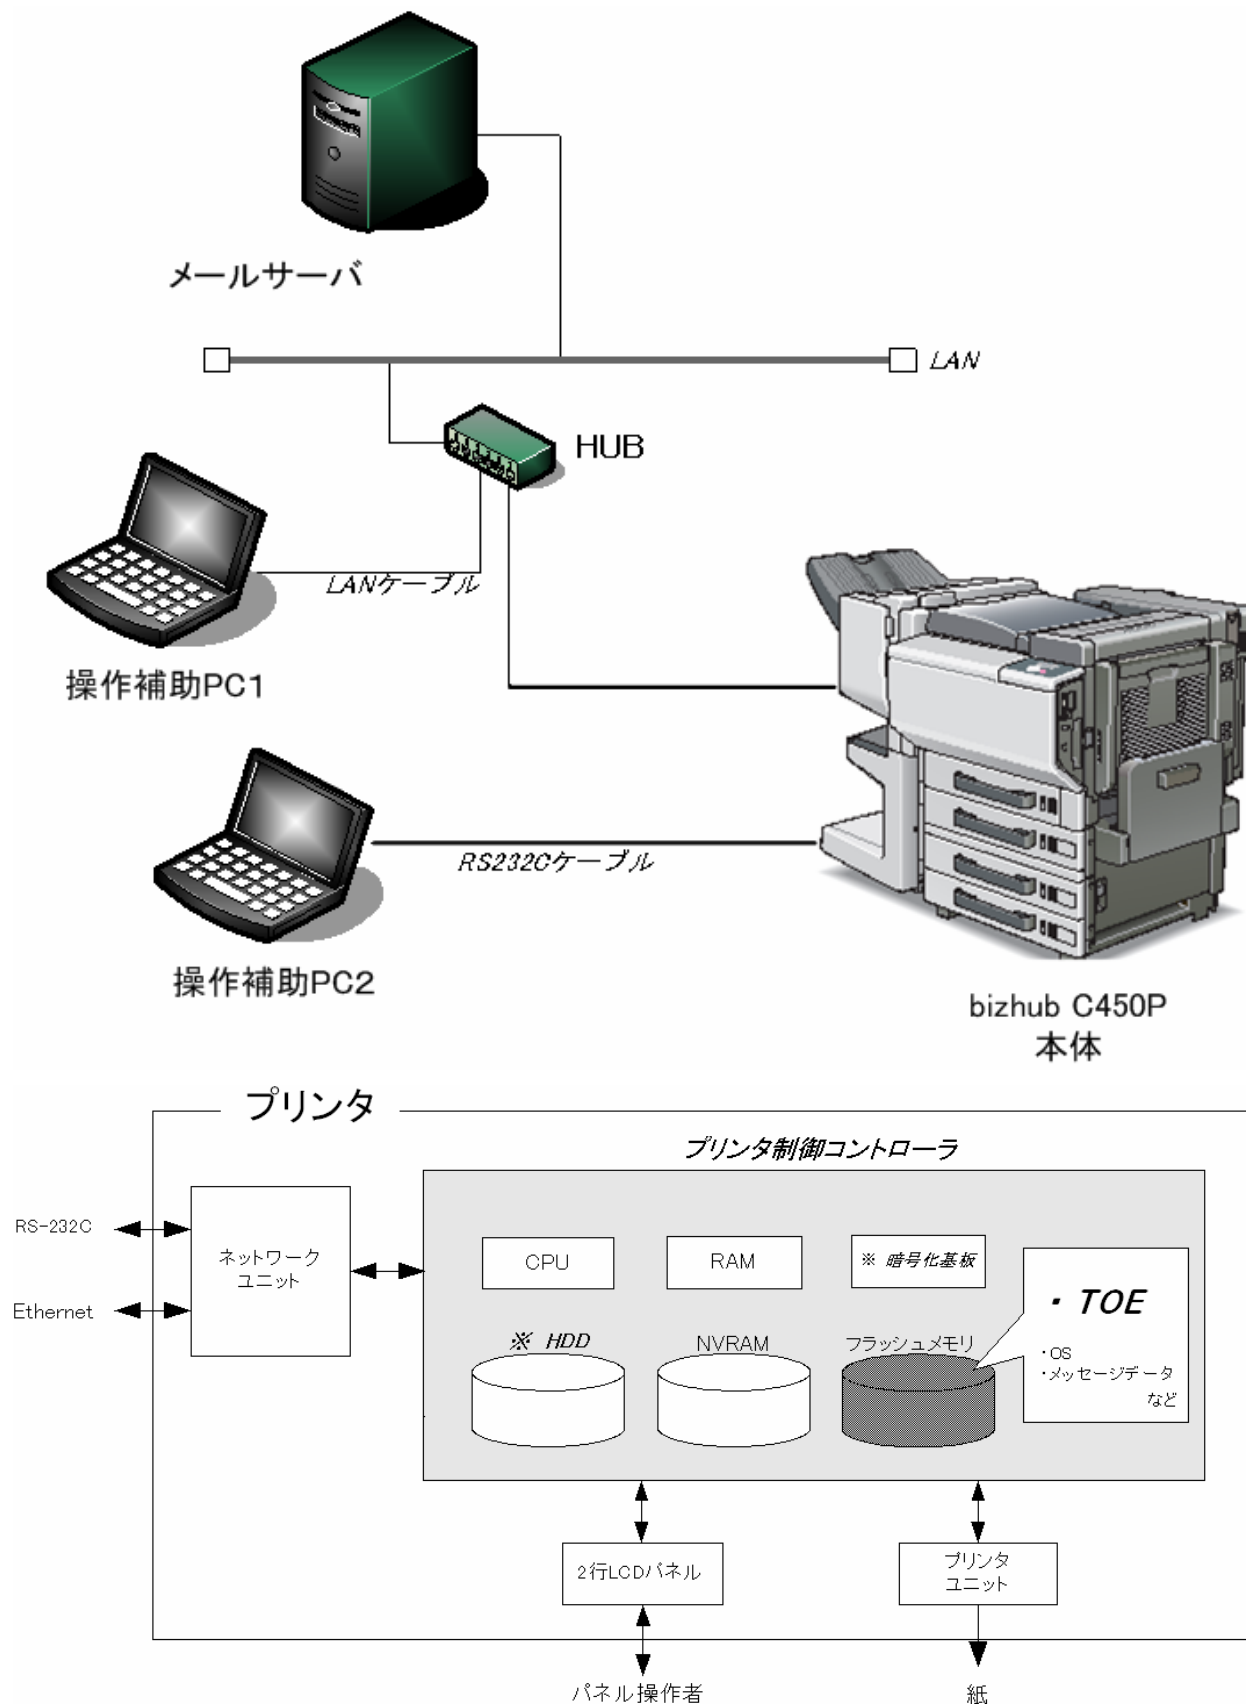 メールサーバ
LAN
HUB
LANケーブル
操作補助PC1
RS232Cケーブル
操作補助PC2
bizhub C450P
本体
プリンタ
プリンタ制御コントローラ
RS-232C
Ethernet
ネットワーク
ユニット
CPU
RAM
※ 暗号化基板
※ HDD
NVRAM
フラッシュメモリ
・TOE
・OS
・メッセージデータ
など
2行LCDパネル
プリンタ
ユニット
パネル操作者
紙